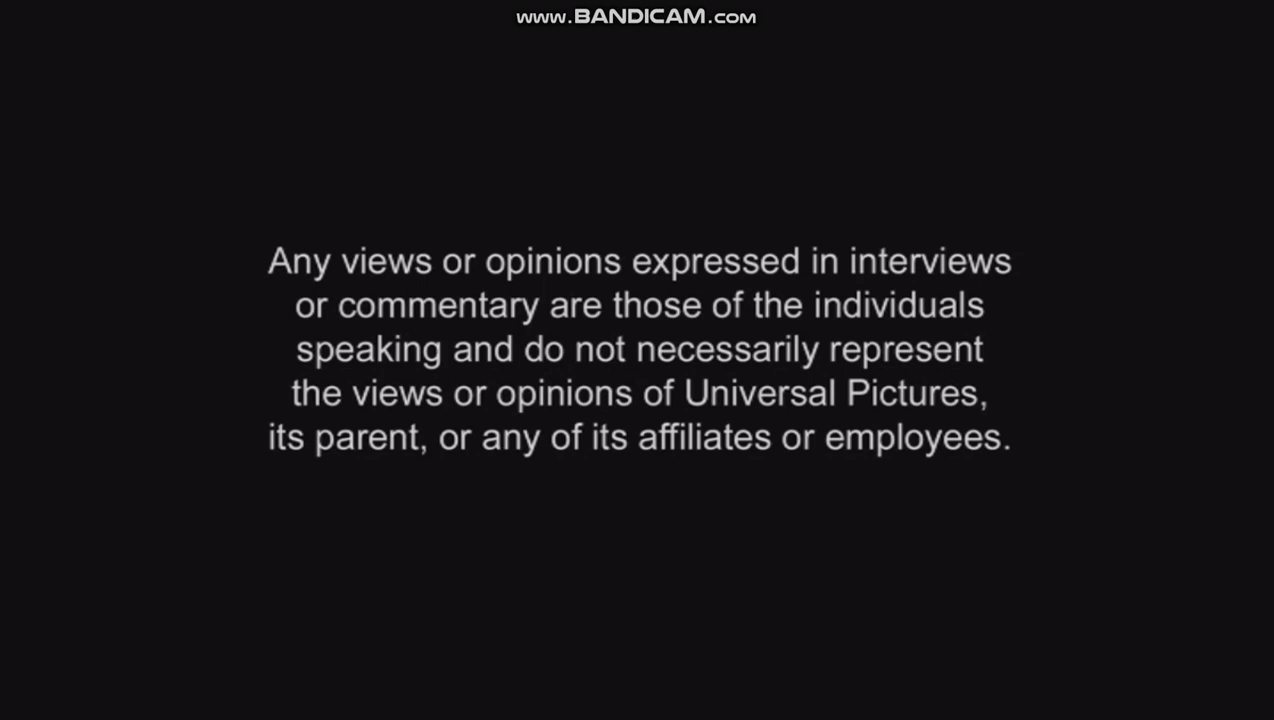 www.BANDICAM.com
Any views or opinions expressed in interviews
or commentary are those of the individuals
speaking and do not necessarily represent
the views or opinions of Universal Pictures,
its parent, or any of its affiliates or employees.